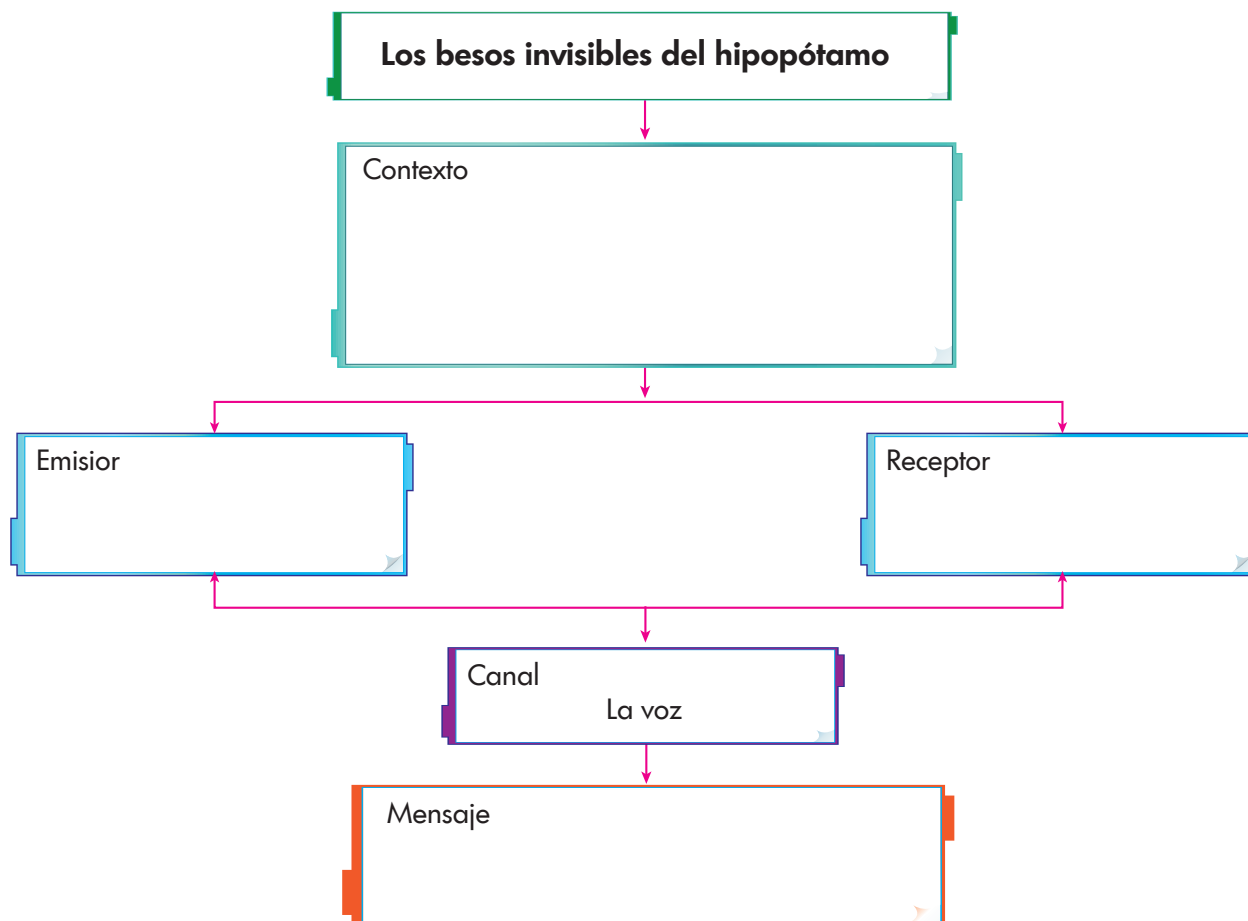 Los besos invisibles del hipopótamo
Contexto
Emisior
Receptor
Canal
La voz
Mensaje